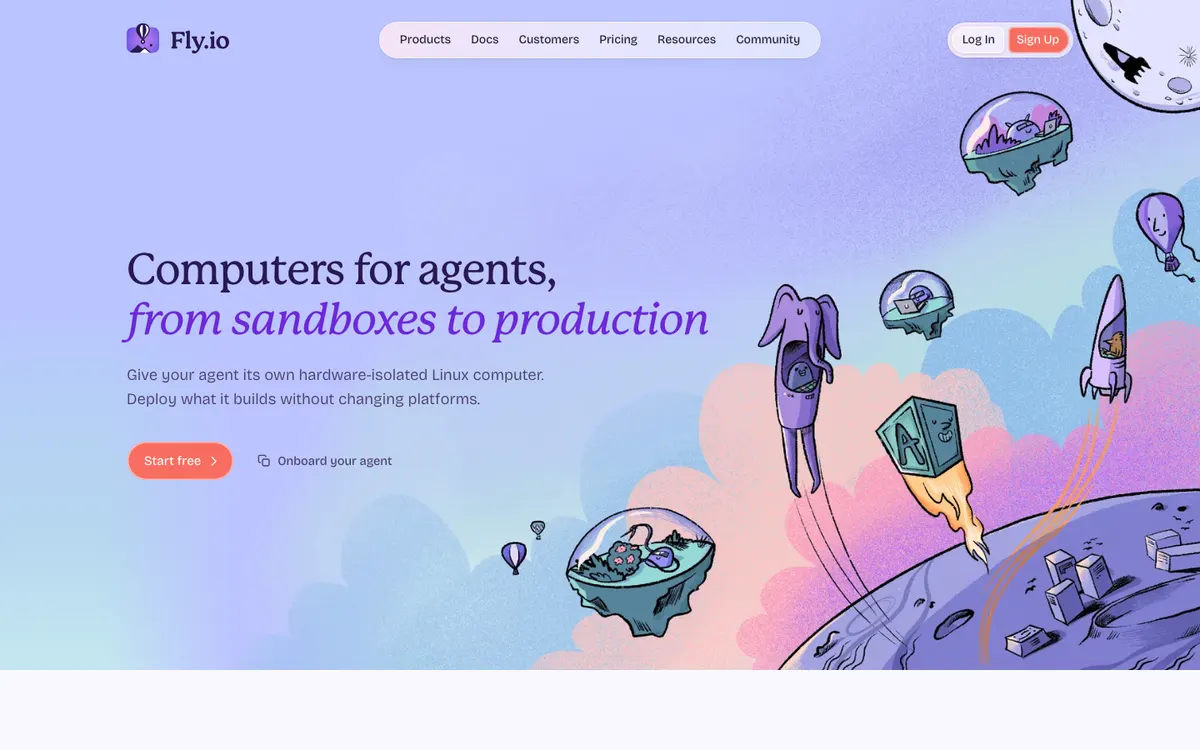 Fly.io
Products Docs Customers Pricing Resources Community
Log In Sign Up
Computers for agents,
from sandboxes to production
Give your agent its own hardware-isolated Linux computer.
Deploy what it builds without changing platforms.
Start free
Onboard your agent
A